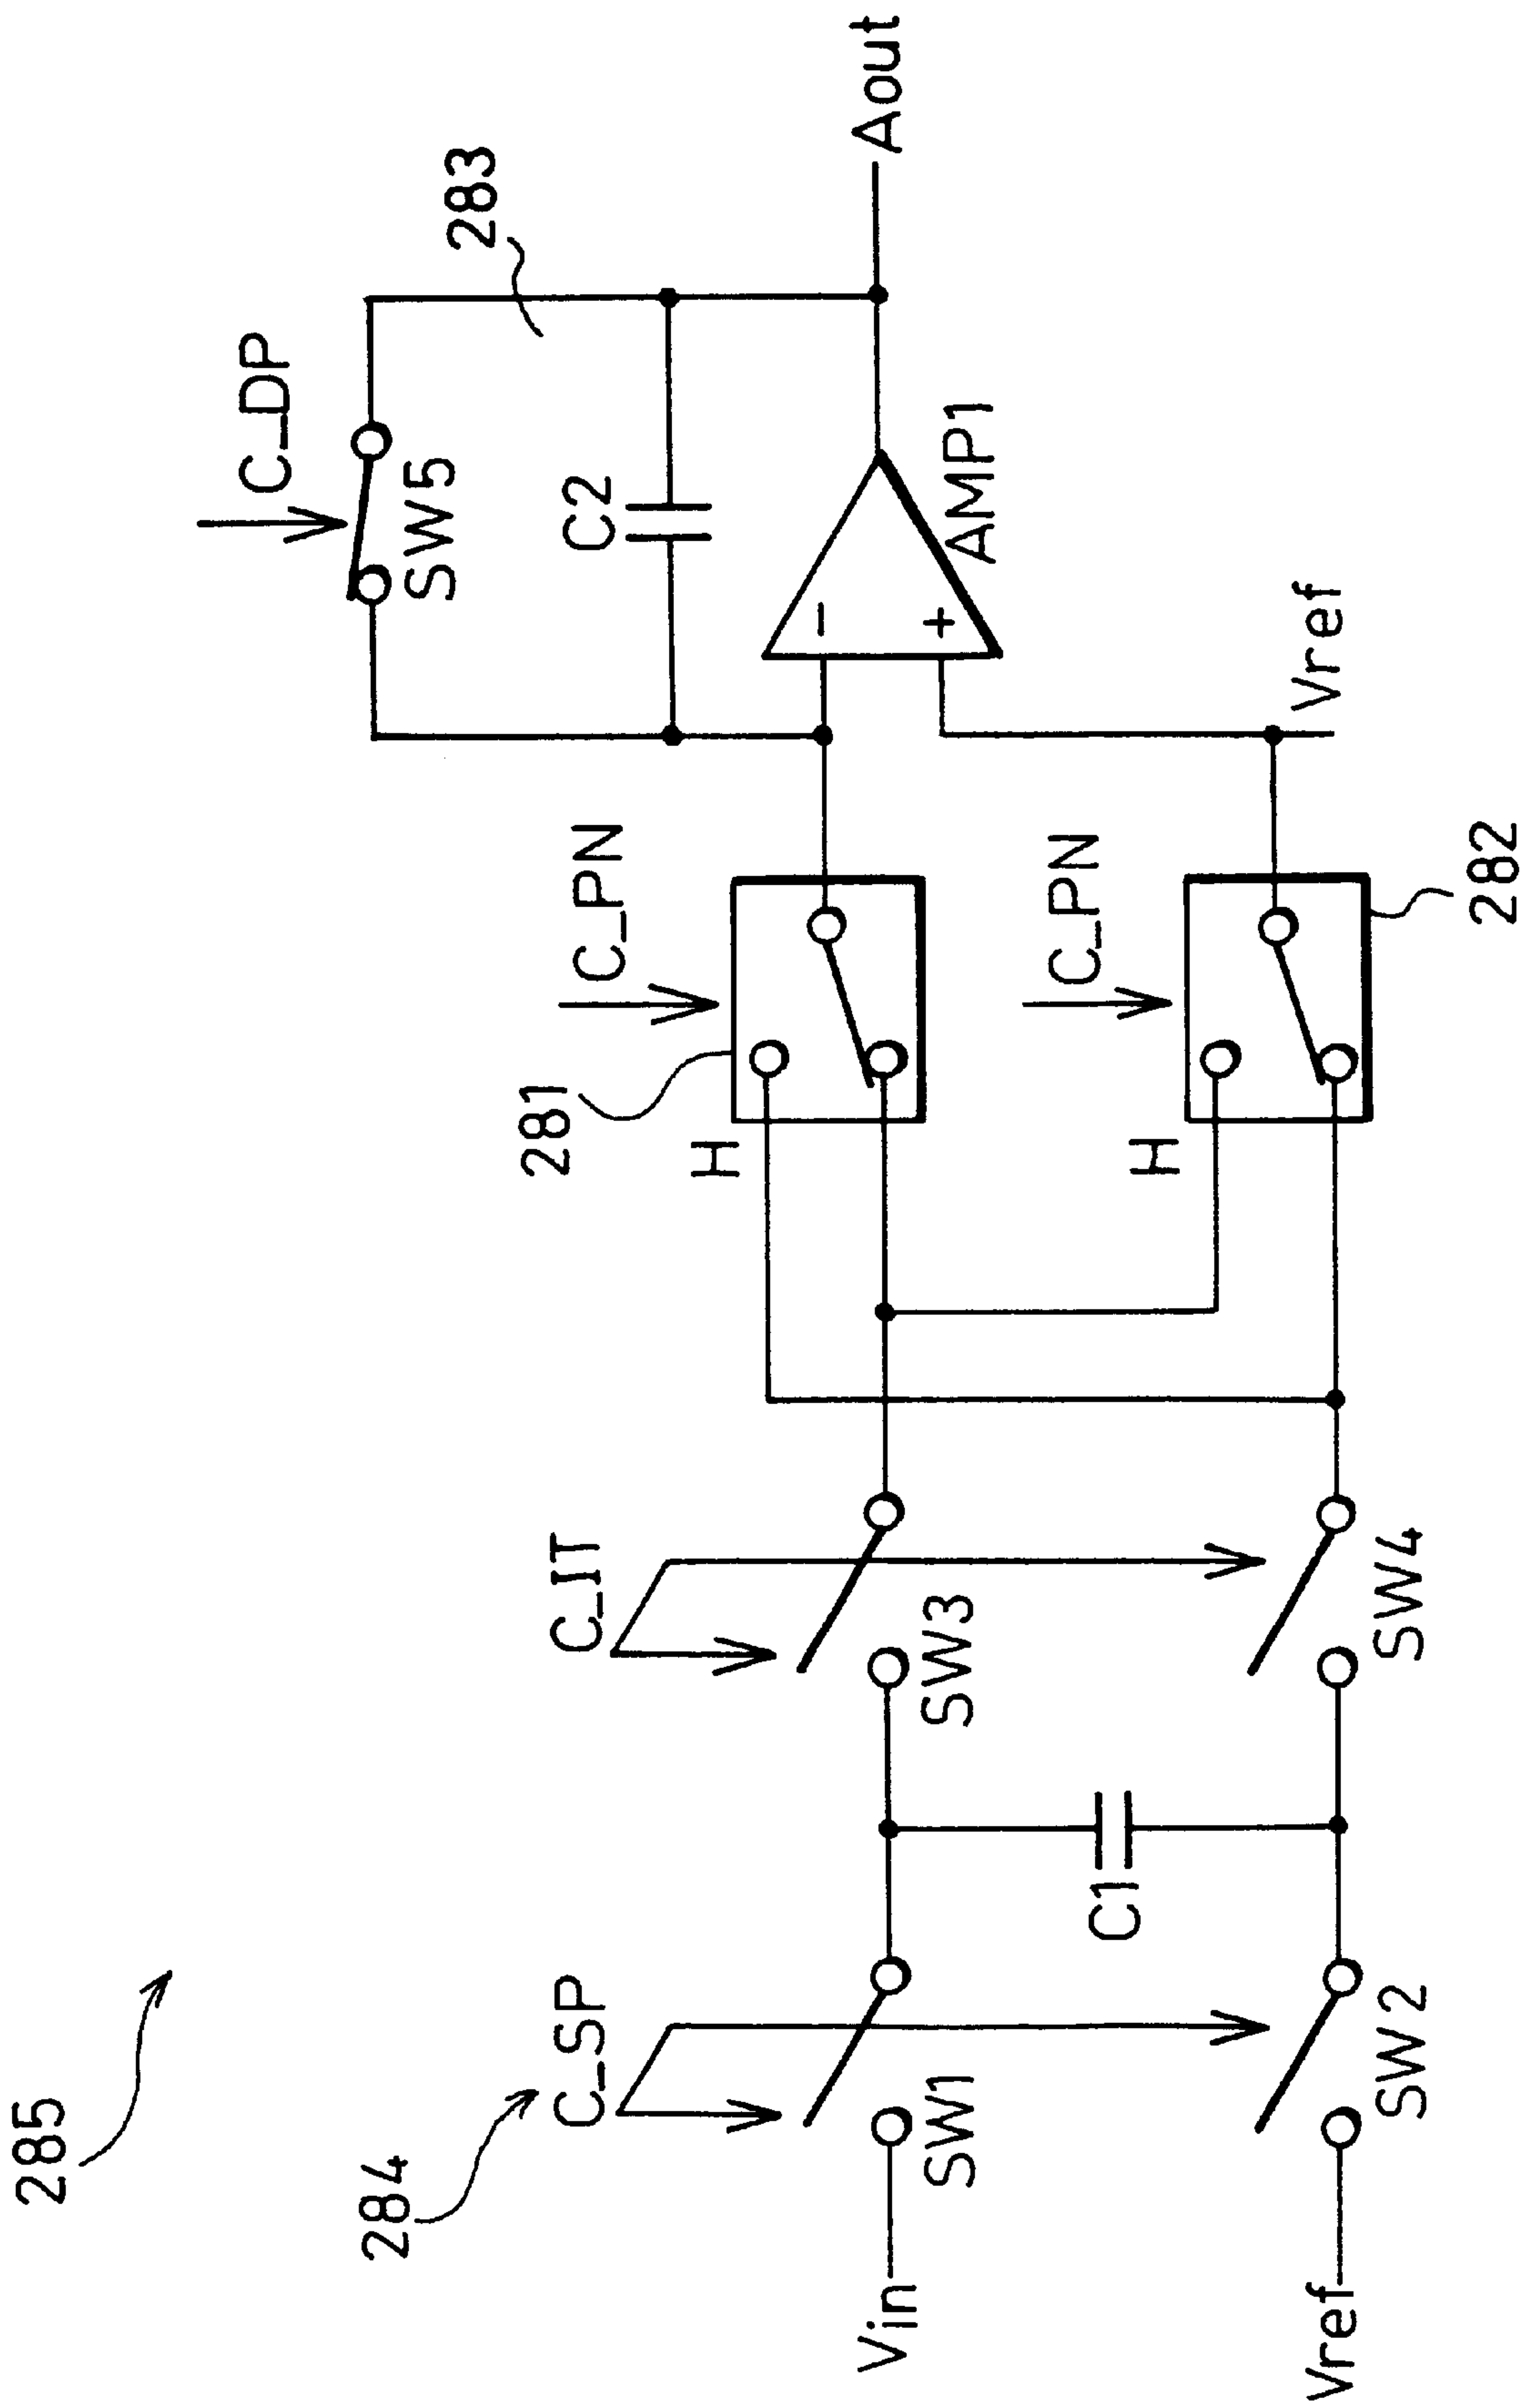 285
284
C_SP
Vin
SW1
Vref
SW2
C1
C_IT
SW3
SW4
281
H
C_PN
H
C_PN
282
C_DP
SW5
283
C2
AMP1
Vref
Aout